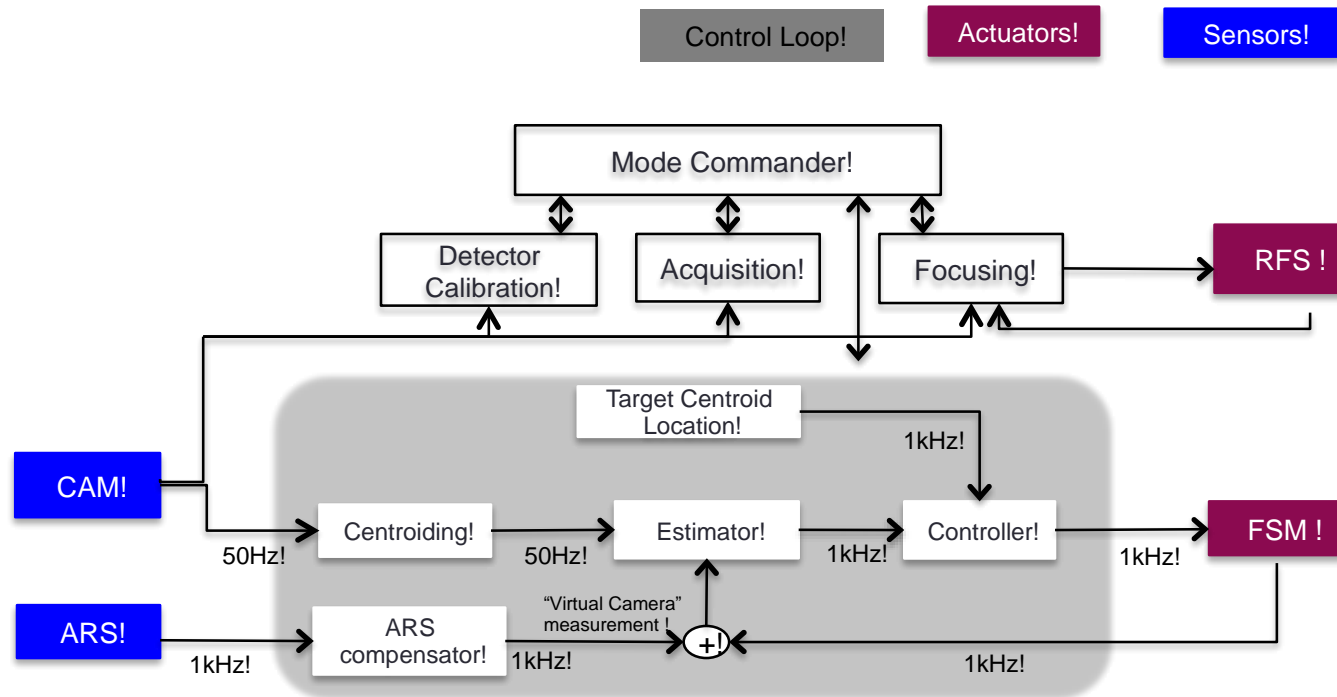 Control Loop!
Actuators!
Sensors!
Mode Commander!
Detector
Calibration!
Acquisition!
Focusing!
RFS !
Target Centroid
Location!
1kHz!
CAM!
Centroiding!
Estimator!
Controller!
FSM !
50Hz!
50Hz!
1kHz!
1kHz!
"Virtual Camera"
measurement !
ARS!
ARS
compensator!
+!
1kHz!
1kHz!
1kHz!